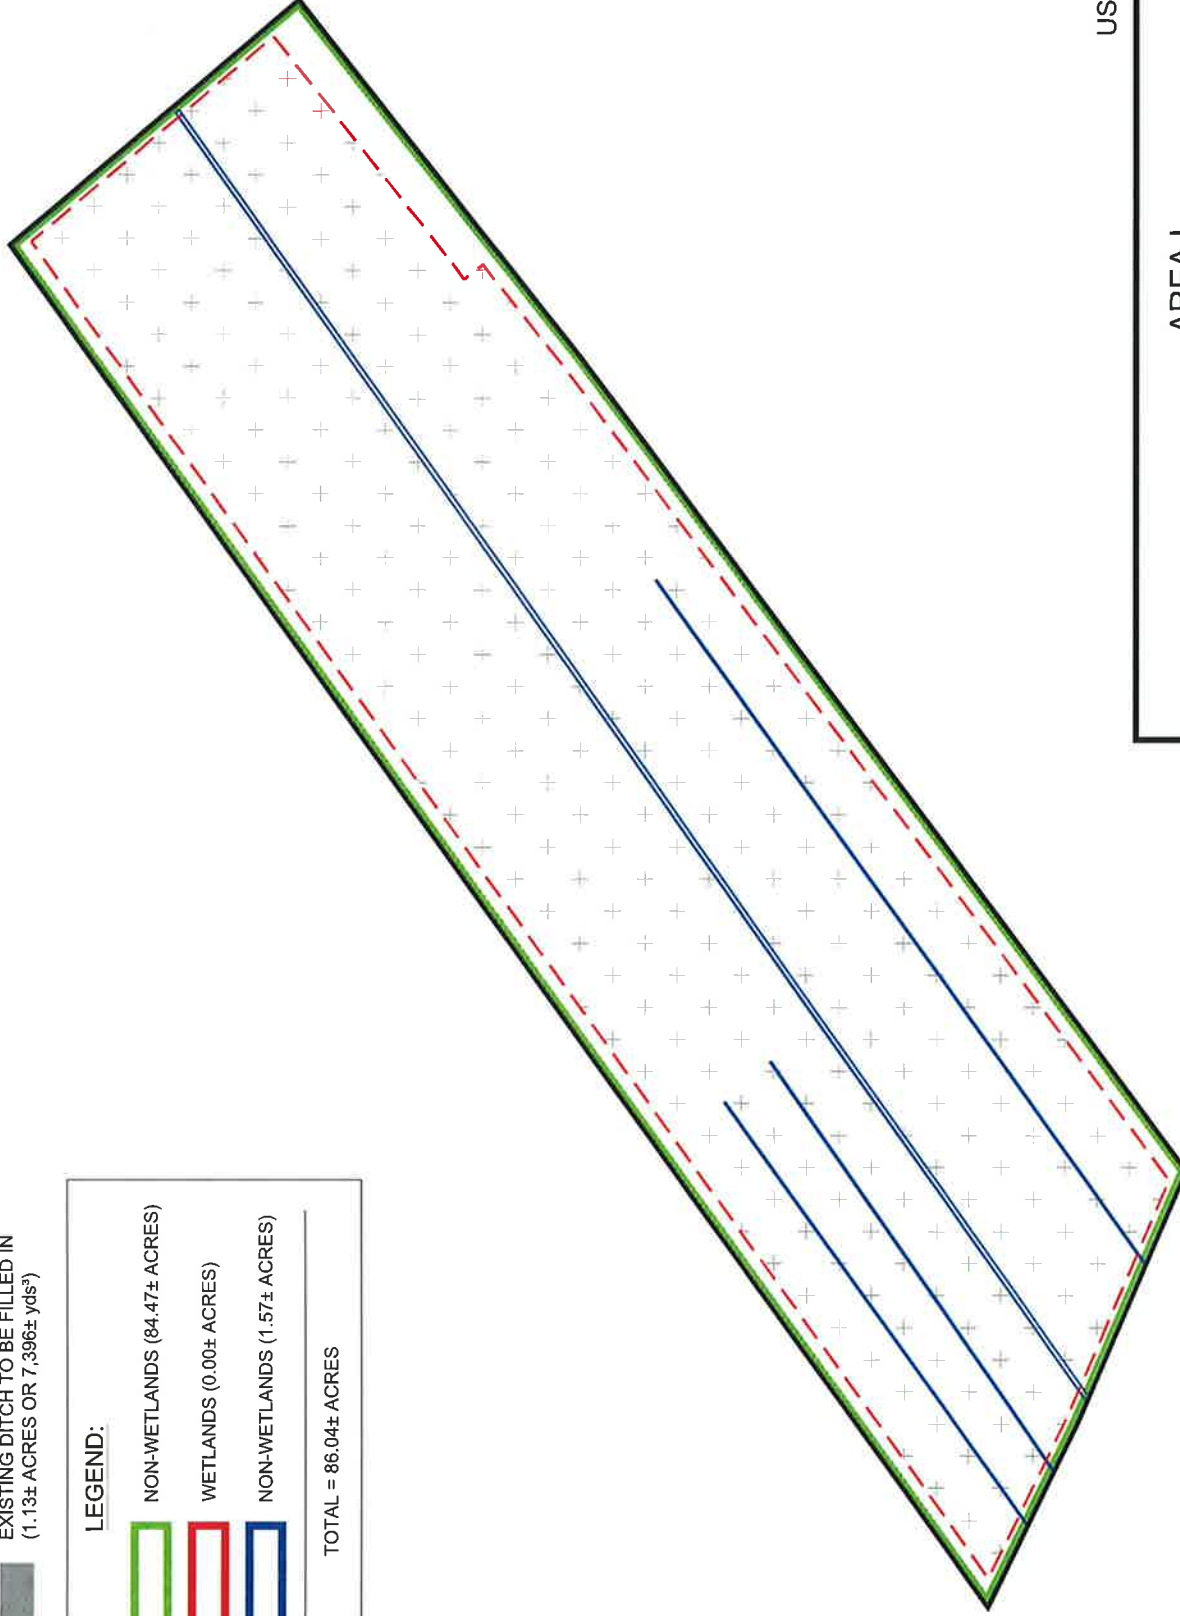 EXISTING DITCH TO BE FILLED IN
(1.13± ACRES OR 7,396± yds³)
LEGEND:
NON-WETLANDS (84.47± ACRES)
WETLANDS (0.00± ACRES)
NON-WETLANDS (1.57± ACRES)
TOTAL = 86.04± ACRES
US